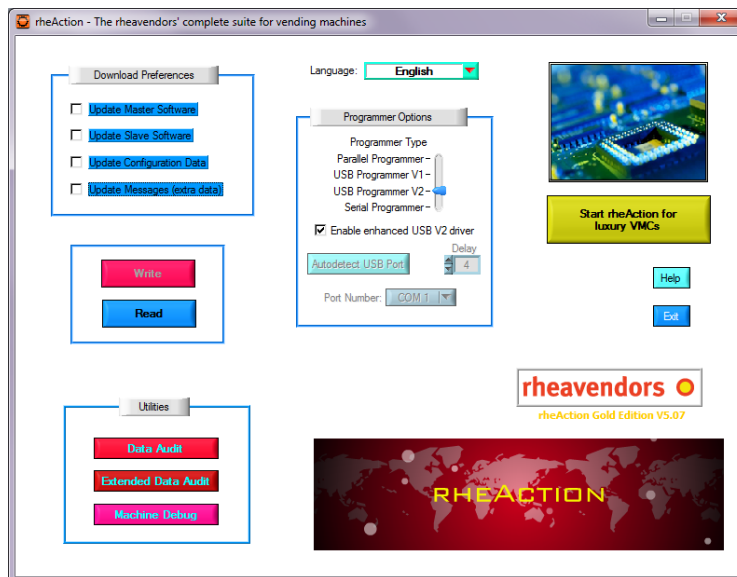 rheAction - The rheavendors' complete suite for vending machines
Download Preferences
Update Master Software
Update Slave Software
Update Configuration Data
Update Messages (extra data)
Write
Read
Utilities
Data Audit
Extended Data Audit
Machine Debug
Language:
English
Programmer Options
Programmer Type
Parallel Programmer
USB Programmer V1
USB Programmer V2
Serial Programmer
Enable enhanced USB V2 driver
Delay
Autodetect USB Port
4
Port Number:
COM 1
Start rheAction for
luxury VMCs
Help
Exit
rheavendors
rheAction Gold Edition V5.07
RHEACTION